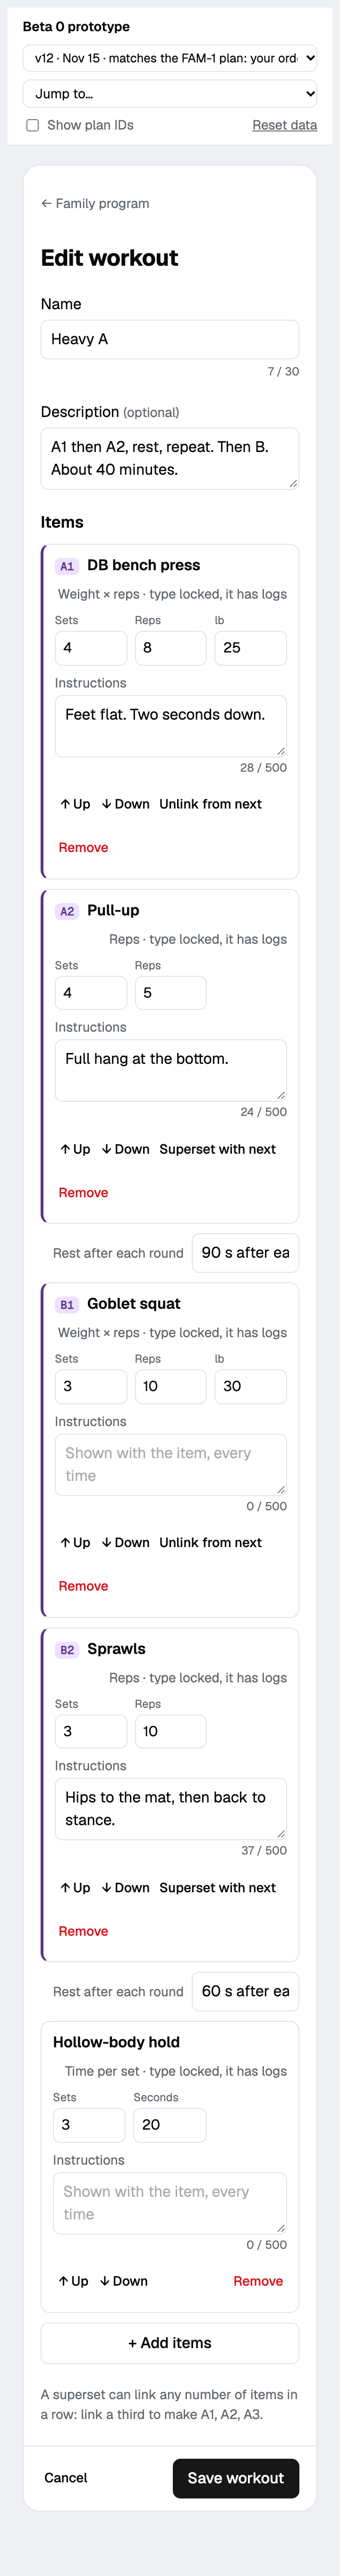 Beta 0 prototype
v12 · Nov 15 · matches the FAM-1 plan: your ord
Jump to...
Show plan IDs
Reset data
← Family program
Edit workout
Name
Heavy A
7 / 30
Description (optional)
A1 then A2, rest, repeat. Then B.
About 40 minutes.
Items
A1 DB bench press
Weight × reps · type locked, it has logs
Sets Reps lb
4 8 25
Instructions
Feet flat. Two seconds down.
28 / 500
↑ Up ↓ Down Unlink from next
Remove
A2 Pull-up
Reps · type locked, it has logs
Sets Reps
4 5
Instructions
Full hang at the bottom.
24 / 500
↑ Up ↓ Down Superset with next
Remove
Rest after each round 90 s after ea
B1 Goblet squat
Weight × reps · type locked, it has logs
Sets Reps lb
3 10 30
Instructions
Shown with the item, every
time
0 / 500
↑ Up ↓ Down Unlink from next
Remove
B2 Sprawls
Reps · type locked, it has logs
Sets Reps
3 10
Instructions
Hips to the mat, then back to
stance.
37 / 500
↑ Up ↓ Down Superset with next
Remove
Rest after each round 60 s after ea
Hollow-body hold
Time per set · type locked, it has logs
Sets Seconds
3 20
Instructions
Shown with the item, every
time
0 / 500
↑ Up ↓ Down Remove
+ Add items
A superset can link any number of items in
a row: link a third to make A1, A2, A3.
Cancel Save workout